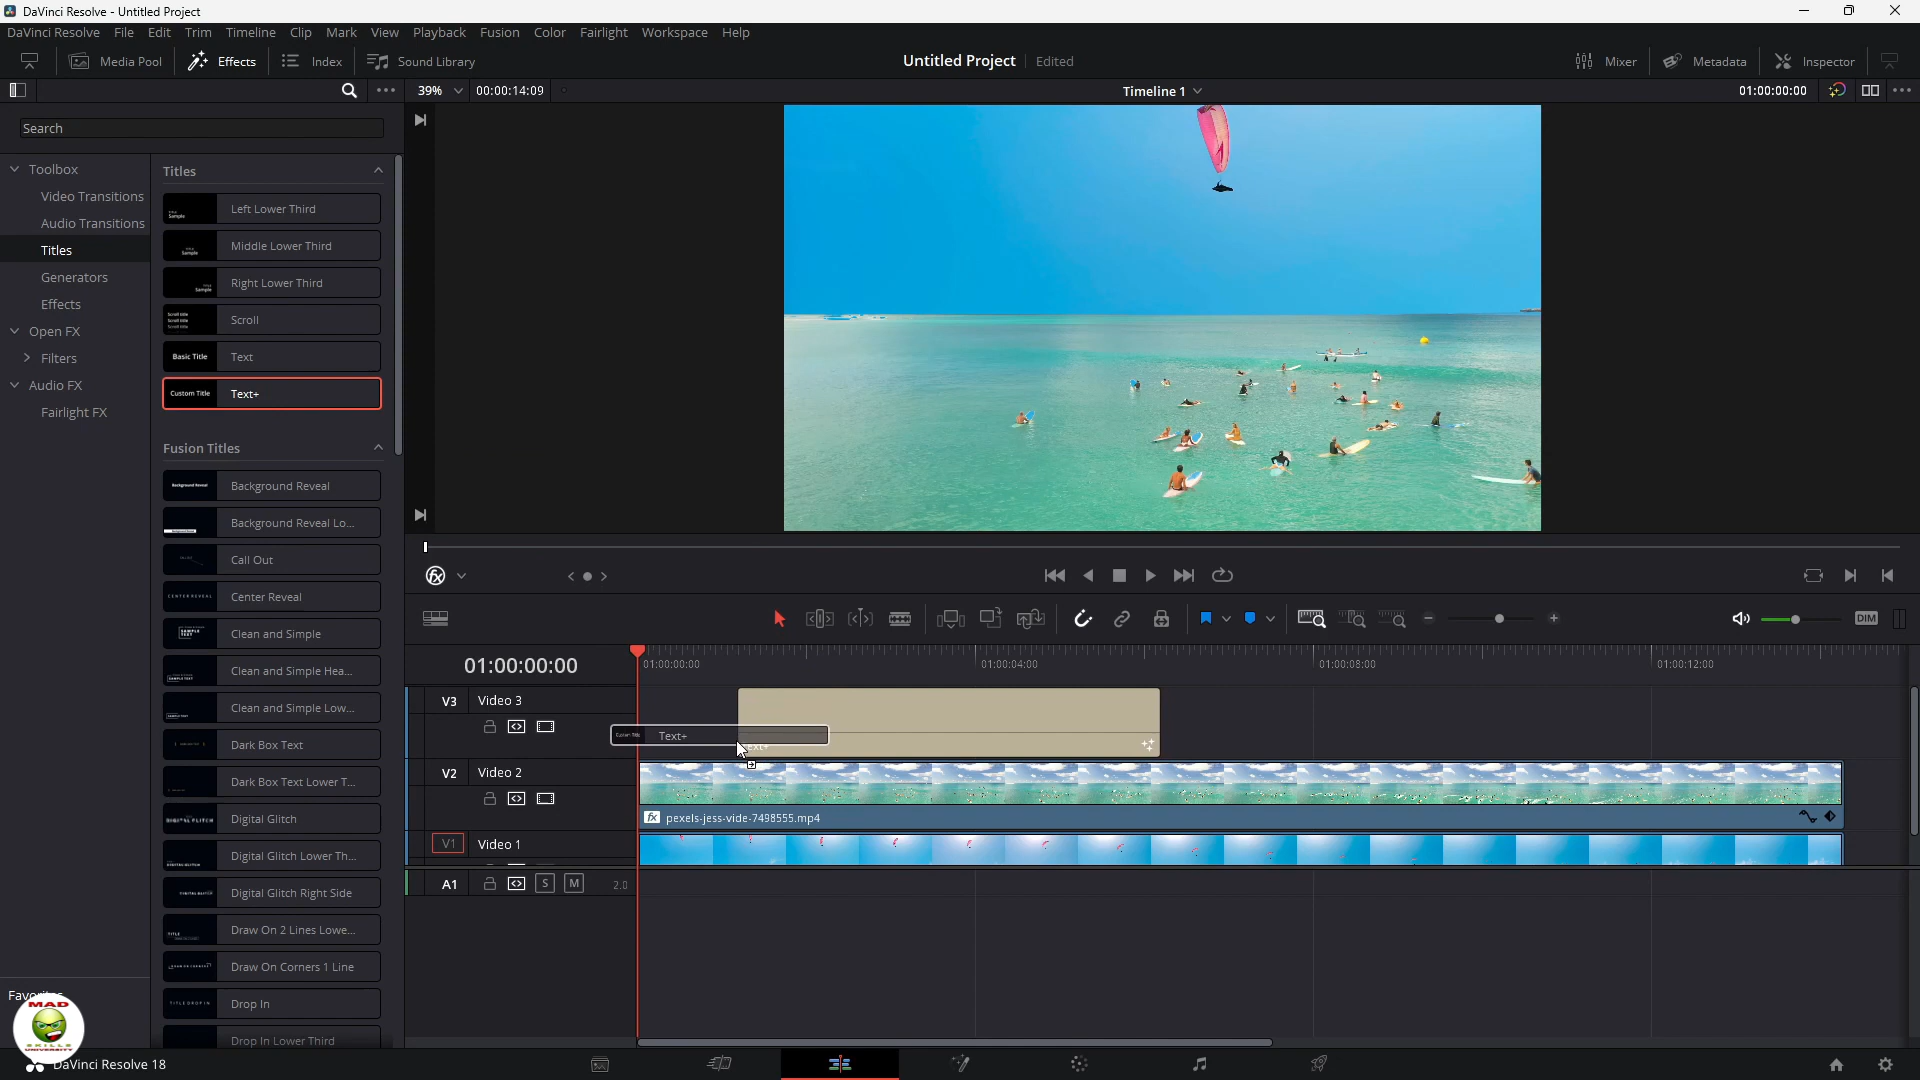 DaVinci Resolve - Untitled Project
DaVinci Resolve File Edit Trim Timeline Clip Mark View Playback Fusion Color Fairlight Workspace Help
Media Pool Effects Index Sound Library Untitled Project Edited Mixer Metadata Inspector
39% 00:00:14:09 Timeline 1 01:00:00:00
Search
Toolbox
Video Transitions
Audio Transitions
Titles
Generators
Effects
Open FX
Filters
Audio FX
Fairlight FX
Favorites
Titles
Left Lower Third
Middle Lower Third
Right Lower Third
Scroll
Basic Title Text
Custom Title Text+
Fusion Titles
Background Reveal
Background Reveal Lo...
Call Out
Center Reveal
Clean and Simple
Clean and Simple Hea...
Clean and Simple Low...
Dark Box Text
Dark Box Text Lower T...
Digital Glitch
Digital Glitch Lower Th...
Digital Glitch Right Side
Draw On 2 Lines Lowe...
Draw On Corners 1 Line
Drop In
Drop In Lower Third
DIM
01:00:00:00 01:00:00:00 01:00:04:00 01:00:08:00 01:00:12:00
V3 Video 3
Custom Title Text+
V2 Video 2
fx pexels-jess-vide-7498555.mp4
V1 Video 1
A1 S M 2.0
MAD
SKILLS
UNIVERSITY
DaVinci Resolve 18